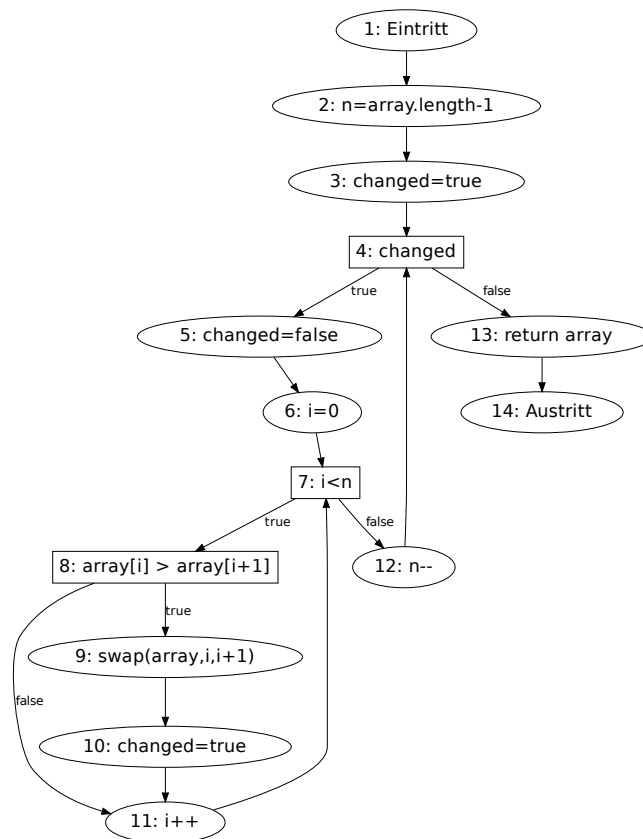 1: Eintritt
2: n=array.length-1
3: changed=true
4: changed
true
false
5: changed=false
13: return array
6: i=0
14: Austritt
7: i<n
true
false
8: array[i] > array[i+1]
12: n--
true
9: swap(array,i,i+1)
false
10: changed=true
11: i++